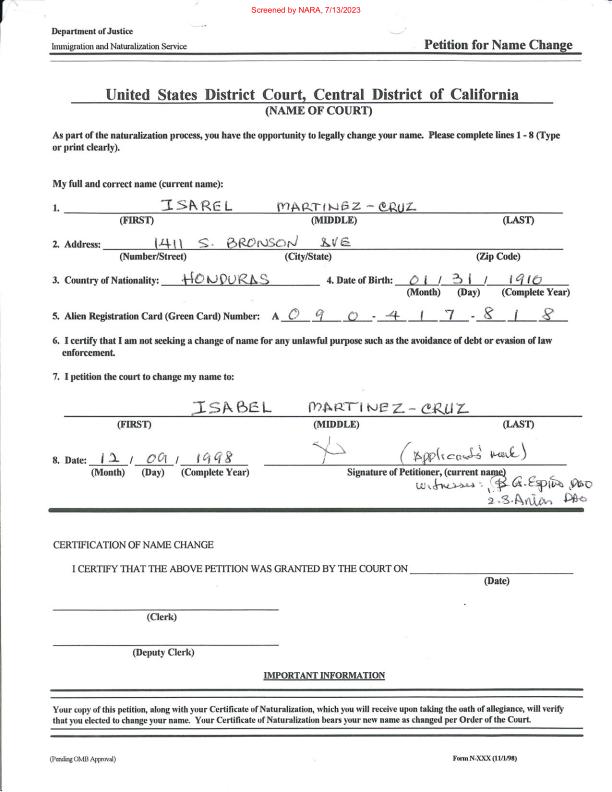 Screened by NARA, 7/13/2023
Department of Justice
Immigration and Naturalization Service
Petition for Name Change
United States District Court, Central District of California
(NAME OF COURT)
As part of the naturalization process, you have the opportunity to legally change your name. Please complete lines 1 - 8 (Type
or print clearly).
My full and correct name (current name):
1. ISAREL MARTINEZ-CRUZ
(FIRST) (MIDDLE) (LAST)
2. Address: 1411 S. BRONSON AVE
(Number/Street) (City/State) (Zip Code)
3. Country of Nationality: HONDURAS 4. Date of Birth: 01 / 31 / 1910
(Month) (Day) (Complete Year)
5. Alien Registration Card (Green Card) Number: A 0 9 0 - 4 1 7 - 8 1 8
6. I certify that I am not seeking a change of name for any unlawful purpose such as the avoidance of debt or evasion of law
enforcement.
7. I petition the court to change my name to:
ISABEL MARTINEZ-CRUZ
(FIRST) (MIDDLE) (LAST)
8. Date: 12 / 09 / 1998 (Applicants' mark)
(Month) (Day) (Complete Year) Signature of Petitioner, (current name)
Witnesses: 1. B.G. DAO
2. S. DAO
CERTIFICATION OF NAME CHANGE
I CERTIFY THAT THE ABOVE PETITION WAS GRANTED BY THE COURT ON
(Date)
(Clerk)
(Deputy Clerk)
IMPORTANT INFORMATION
Your copy of this petition, along with your Certificate of Naturalization, which you will receive upon taking the oath of allegiance, will verify
that you elected to change your name. Your Certificate of Naturalization bears your new name as changed per Order of the Court.
(Pending OMB Approval) Form N-XXX (11/1/98)